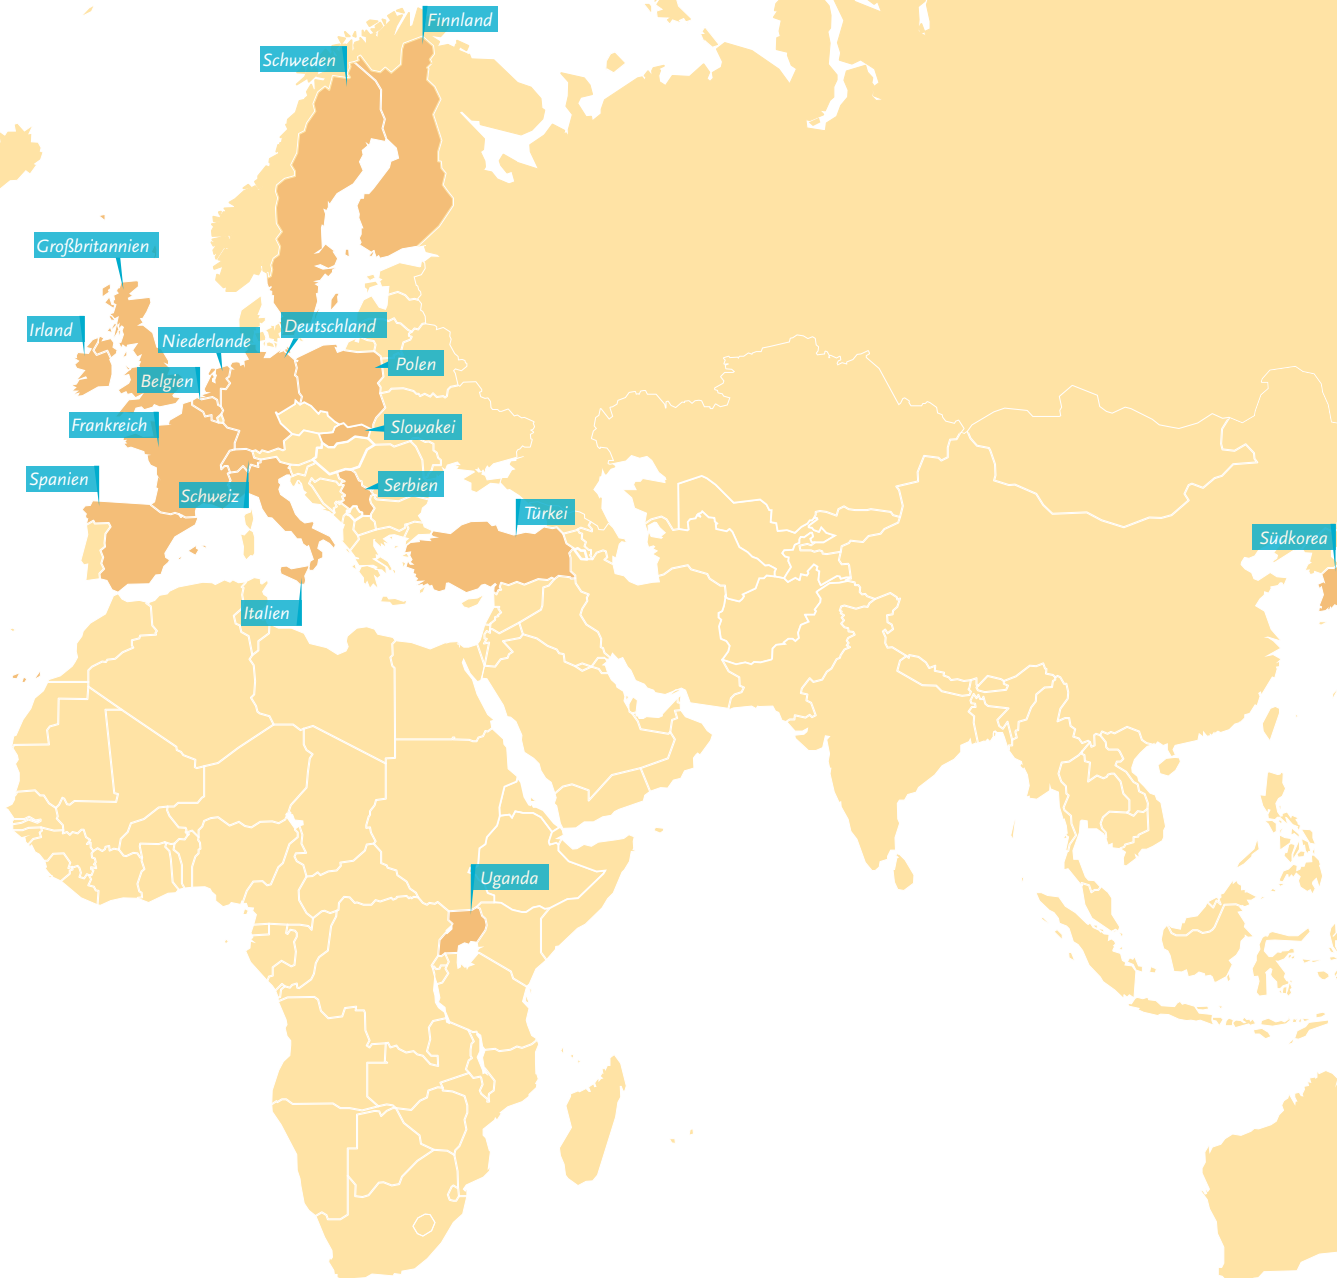 Finnland
Schweden
Großbritannien
Irland
Deutschland
Niederlande
Polen
Belgien
Frankreich
Slowakei
Spanien
Serbien
Schweiz
Türkei
Südkorea
Italien
Uganda